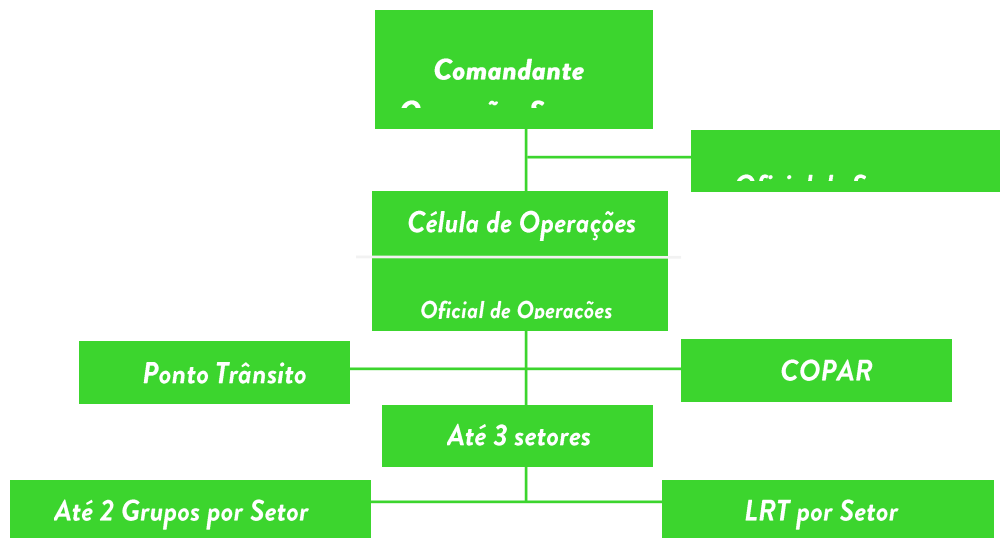 Comandante
Célula de Operações
Oficial de Operações
Ponto Trânsito
COPAR
Até 3 setores
Até 2 Grupos por Setor
LRT por Setor